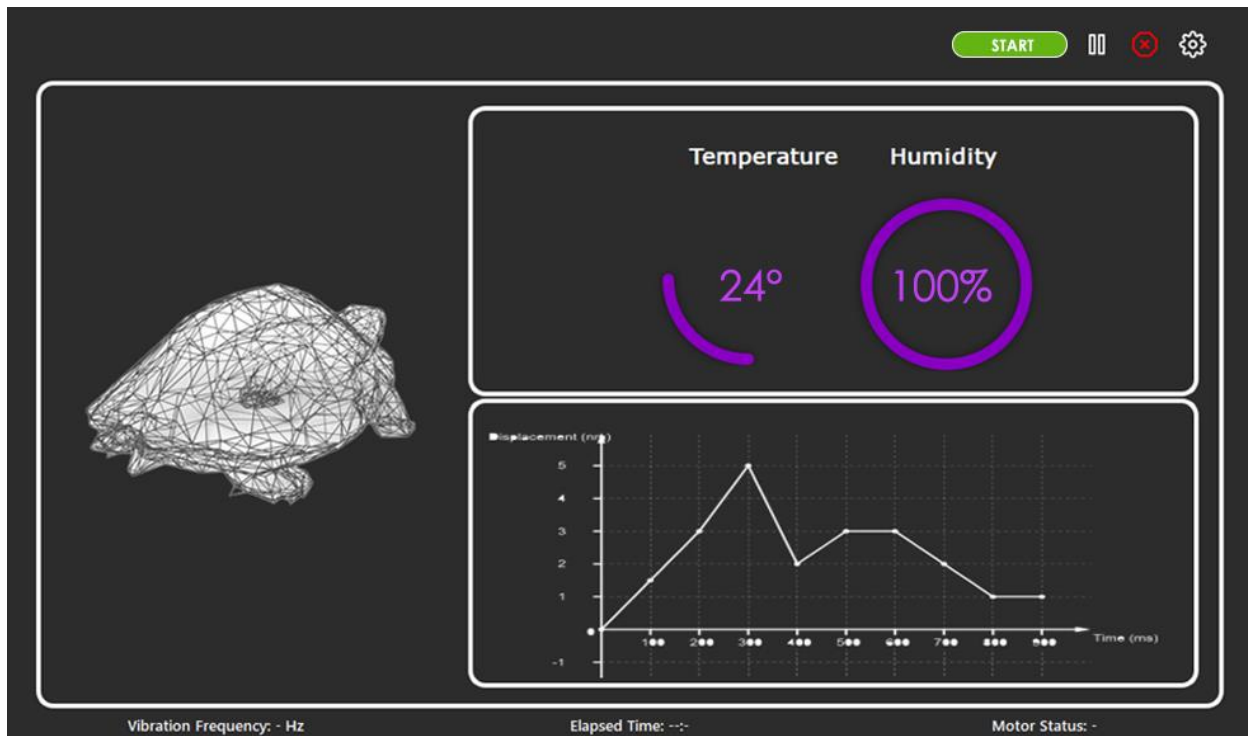 START
Temperature Humidity
24° 100%
Displacement (nm)
5
4
3
2
1
0
100 200 300 400 500 600 700 800 900 Time (ms)
-1
Vibration Frequency: - Hz Elapsed Time: --:- Motor Status: -